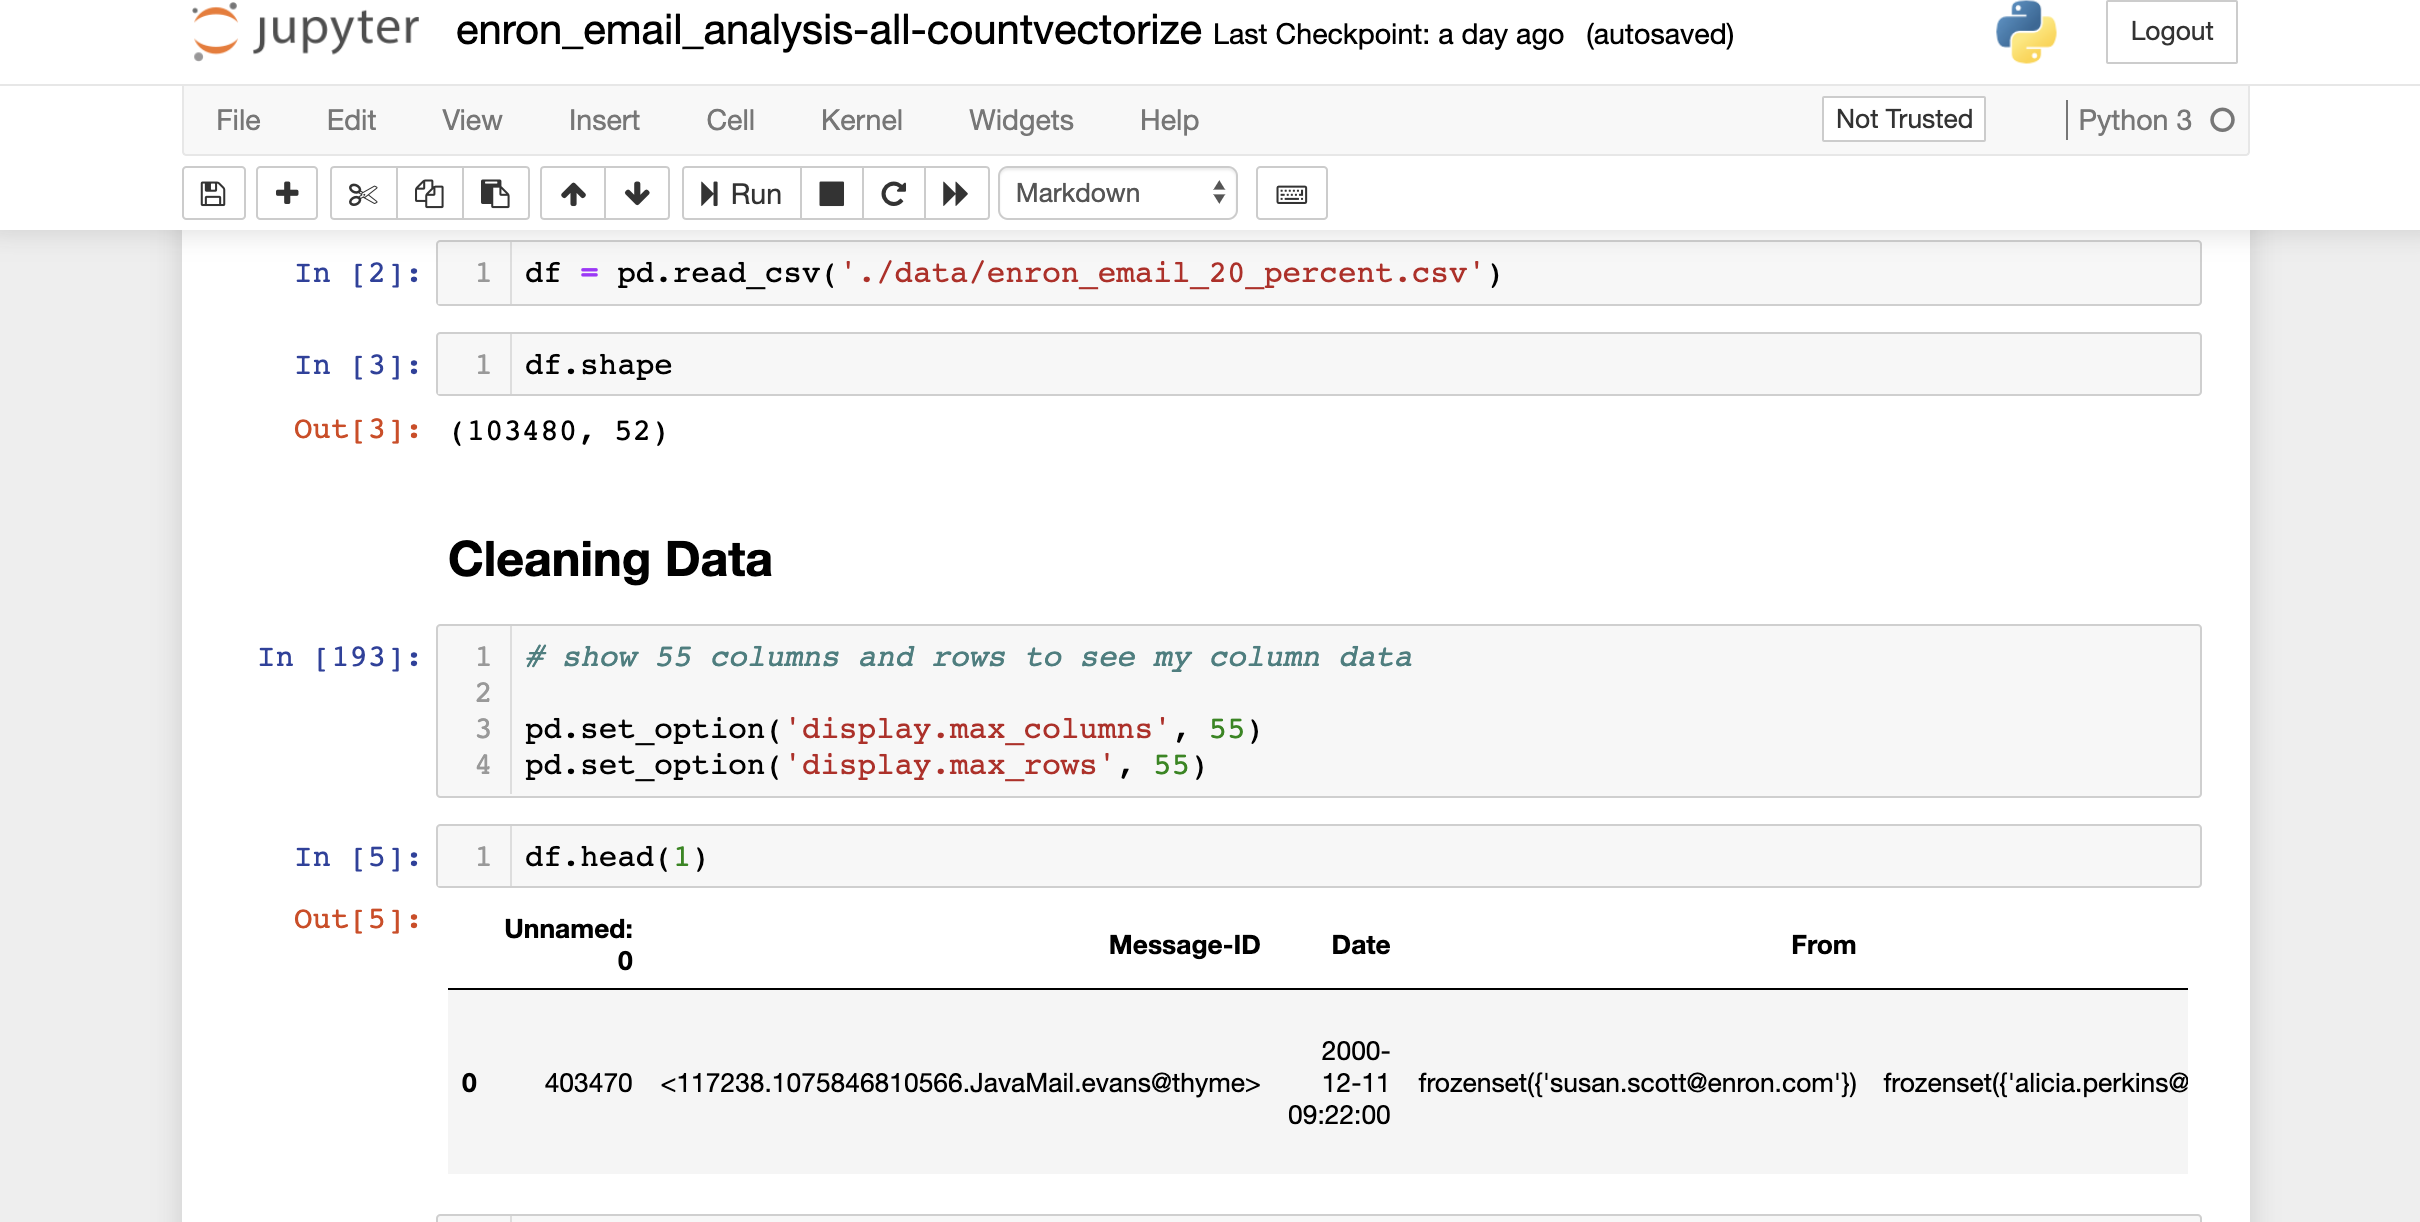 jupyter enron_email_analysis-all-countvectorize Last Checkpoint: a day ago (autosaved) Logout
File Edit View Insert Cell Kernel Widgets Help Not Trusted Python 3
Run Markdown
In [2]: 1 df = pd.read_csv('./data/enron_email_20_percent.csv')
In [3]: 1 df.shape
Out[3]: (103480, 52)
Cleaning Data
In [193]: 1 # show 55 columns and rows to see my column data
2
3 pd.set_option('display.max_columns', 55)
4 pd.set_option('display.max_rows', 55)
In [5]: 1 df.head(1)
Out[5]:
Unnamed:
0 Message-ID Date From
0 403470 <117238.1075846810566.JavaMail.evans@thyme> 2000-
12-11
09:22:00 frozenset({'susan.scott@enron.com'}) frozenset({'alicia.perkins@